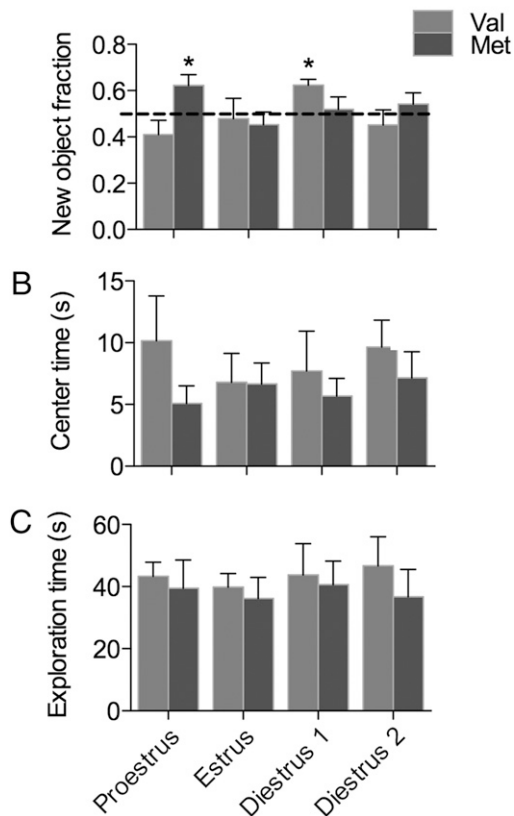 Val
Met
New object fraction
0.8
0.6
0.4
0.2
0.0
*
*
B
Center time (s)
15
10
5
0
C
Exploration time (s)
60
40
20
0
Proestrus
Estrus
Diestrus 1
Diestrus 2